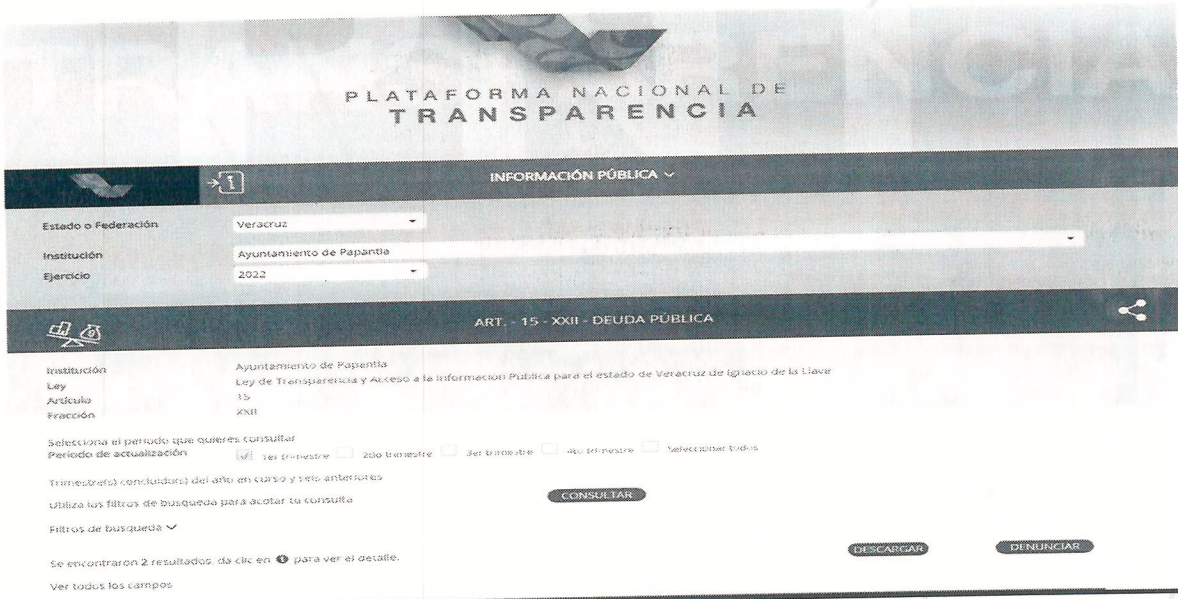 PLATAFORMA NACIONAL DE
TRANSPARENCIA
INFORMACIÓN PÚBLICA
Estado o Federación Veracruz
Institución Ayuntamiento de Papantla
Ejercicio 2022
ART. - 15 - XXII - DEUDA PÚBLICA
Institución Ayuntamiento de Papantla
Ley Ley de Transparencia y Acceso a la Información Pública para el estado de Veracruz de Ignacio de la Llave
Artículo 15
Fracción XXII
Selecciona el periodo que quieres consultar
Periodo de actualización 1er trimestre 2do trimestre 3er trimestre 4to trimestre Seleccionar todos
Trimestre(s) concluido(s) del año en curso y seis anteriores
Utiliza los filtros de busqueda para acotar tu consulta
CONSULTAR
Filtros de busqueda
Se encontraron 2 resultados, da clic en i para ver el detalle.
DESCARGAR DENUNCIAR
Ver todos los campos